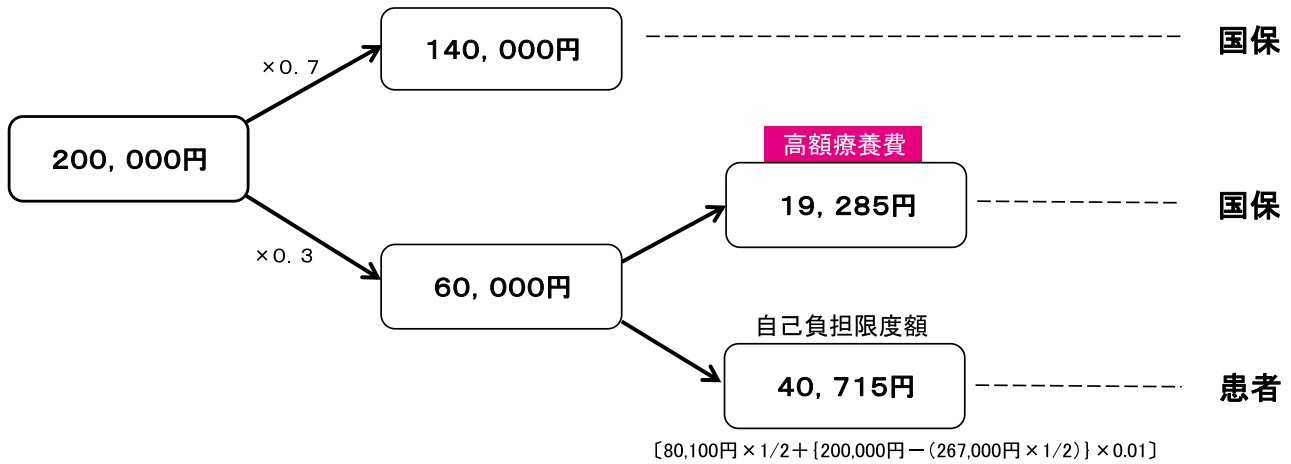 140,000円
国保
×0.7
高額療養費
200,000円
19,285円
国保
×0.3
60,000円
自己負担限度額
40,715円
患者
〔80,100円×1/2+{200,000円-(267,000円×1/2)}×0.01〕